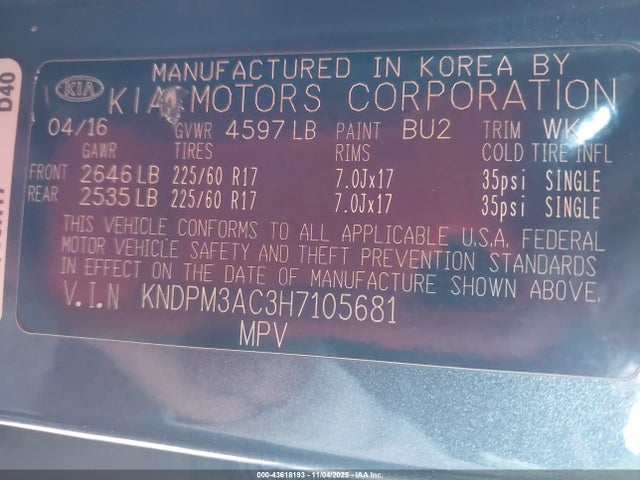 D40
KIA
MANUFACTURED IN KOREA BY
KIA MOTORS CORPORATION
04/16 GVWR 4597 LB PAINT BU2 TRIM WK
GAWR TIRES RIMS COLD TIRE INFL
FRONT 2646 LB 225/60 R17 7.0Jx17 35psi SINGLE
REAR 2535 LB 225/60 R17 7.0Jx17 35psi SINGLE
THIS VEHICLE CONFORMS TO ALL APPLICABLE U.S.A. FEDERAL
MOTOR VEHICLE SAFETY AND THEFT PREVENTION STANDARDS
IN EFFECT ON THE DATE OF MANUFACTURE SHOWN ABOVE.
V.I.N KNDPM3AC3H7105681
MPV
000-43618193 - 11/04/2025 - IAA Inc.